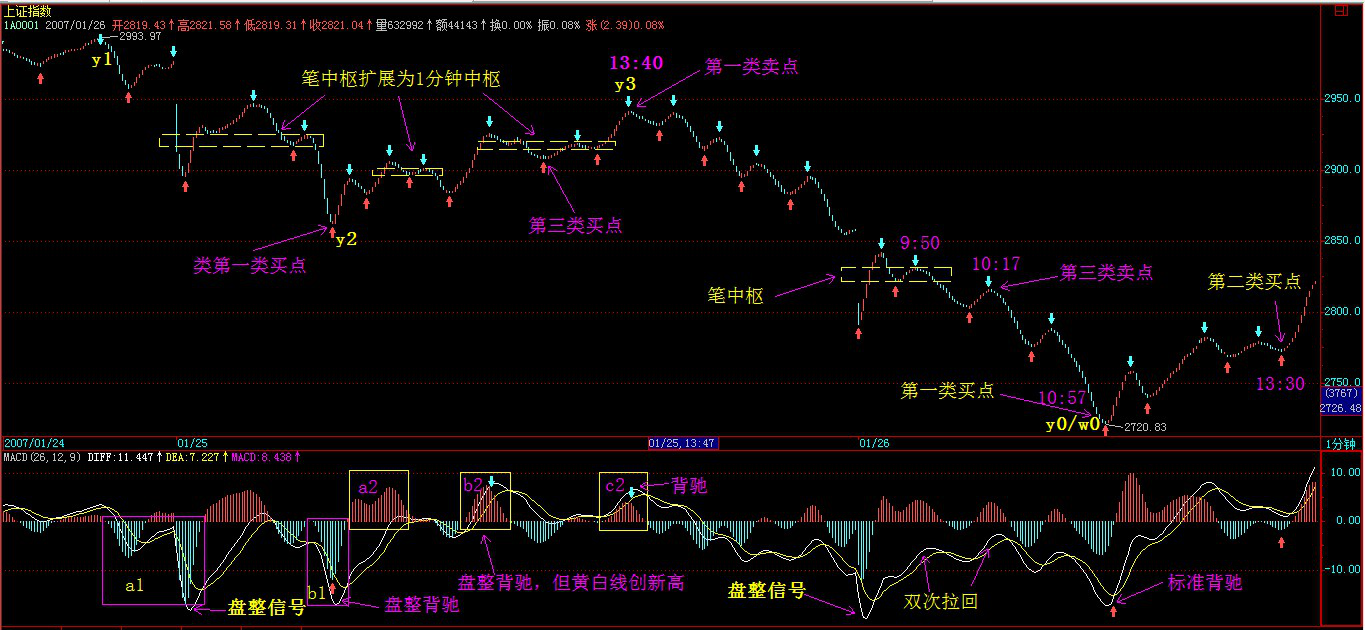 上证指数
1A0001 2007/01/26 开2819.43↑高2821.58↑低2819.31↑收2821.04↑量632992↑额44143↑换0.00% 振0.08% 涨(2.39)0.08%
2993.97
y1
笔中枢扩展为1分钟中枢
13:40
y3
第一类卖点
2950.0
2900.0
第三类买点
y2
类第一类买点
2850.0
9:50
10:17
第三类卖点
笔中枢
第二类买点
2800.0
第一类买点
10:57
13:30
2750.0
(3767)
2726.48
y0/w0
2720.83
2007/01/24
01/25
01/25,13:47
01/26
1分钟
MACD(26,12,9) DIFF:11.447↑DEA:7.227↑MACD:8.438↑
10.00
a2
b2
c2
背驰
0.00
-10.00
a1
b1
盘整信号
盘整背驰
盘整背驰，但黄白线创新高
盘整信号
双次拉回
标准背驰